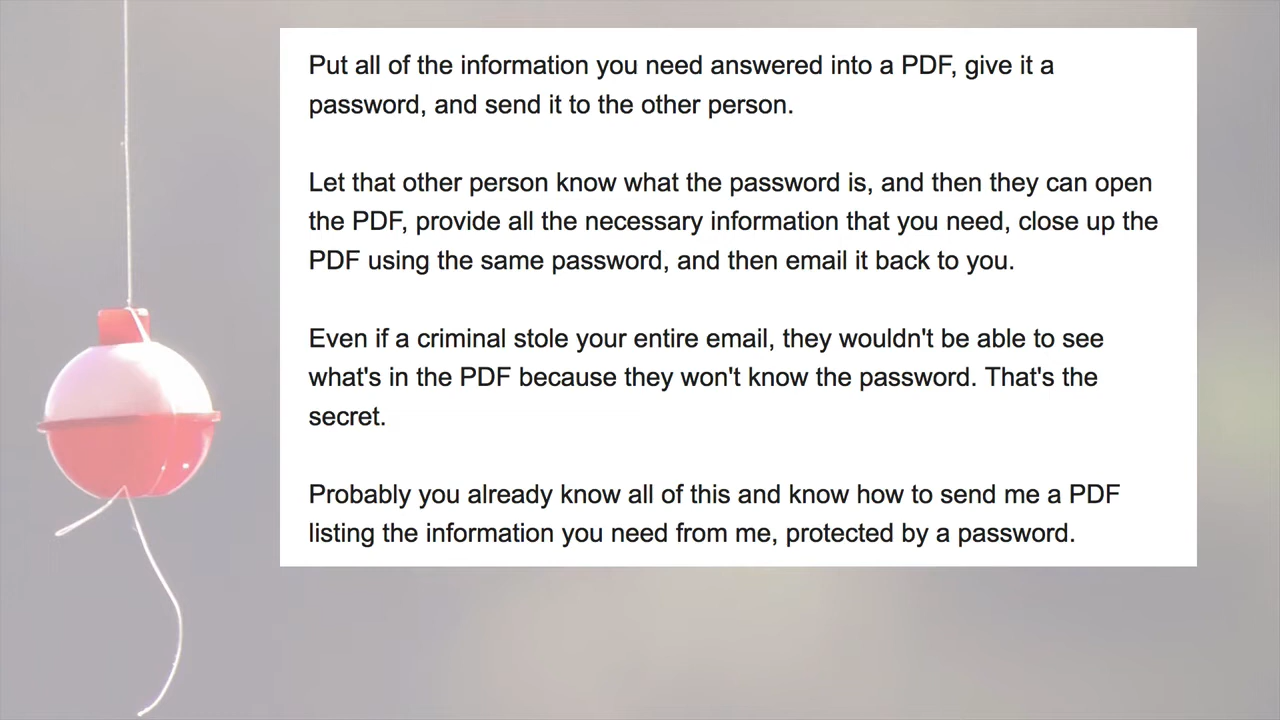 Put all of the information you need answered into a PDF, give it a
password, and send it to the other person.
Let that other person know what the password is, and then they can open
the PDF, provide all the necessary information that you need, close up the
PDF using the same password, and then email it back to you.
Even if a criminal stole your entire email, they wouldn't be able to see
what's in the PDF because they won't know the password. That's the
secret.
Probably you already know all of this and know how to send me a PDF
listing the information you need from me, protected by a password.